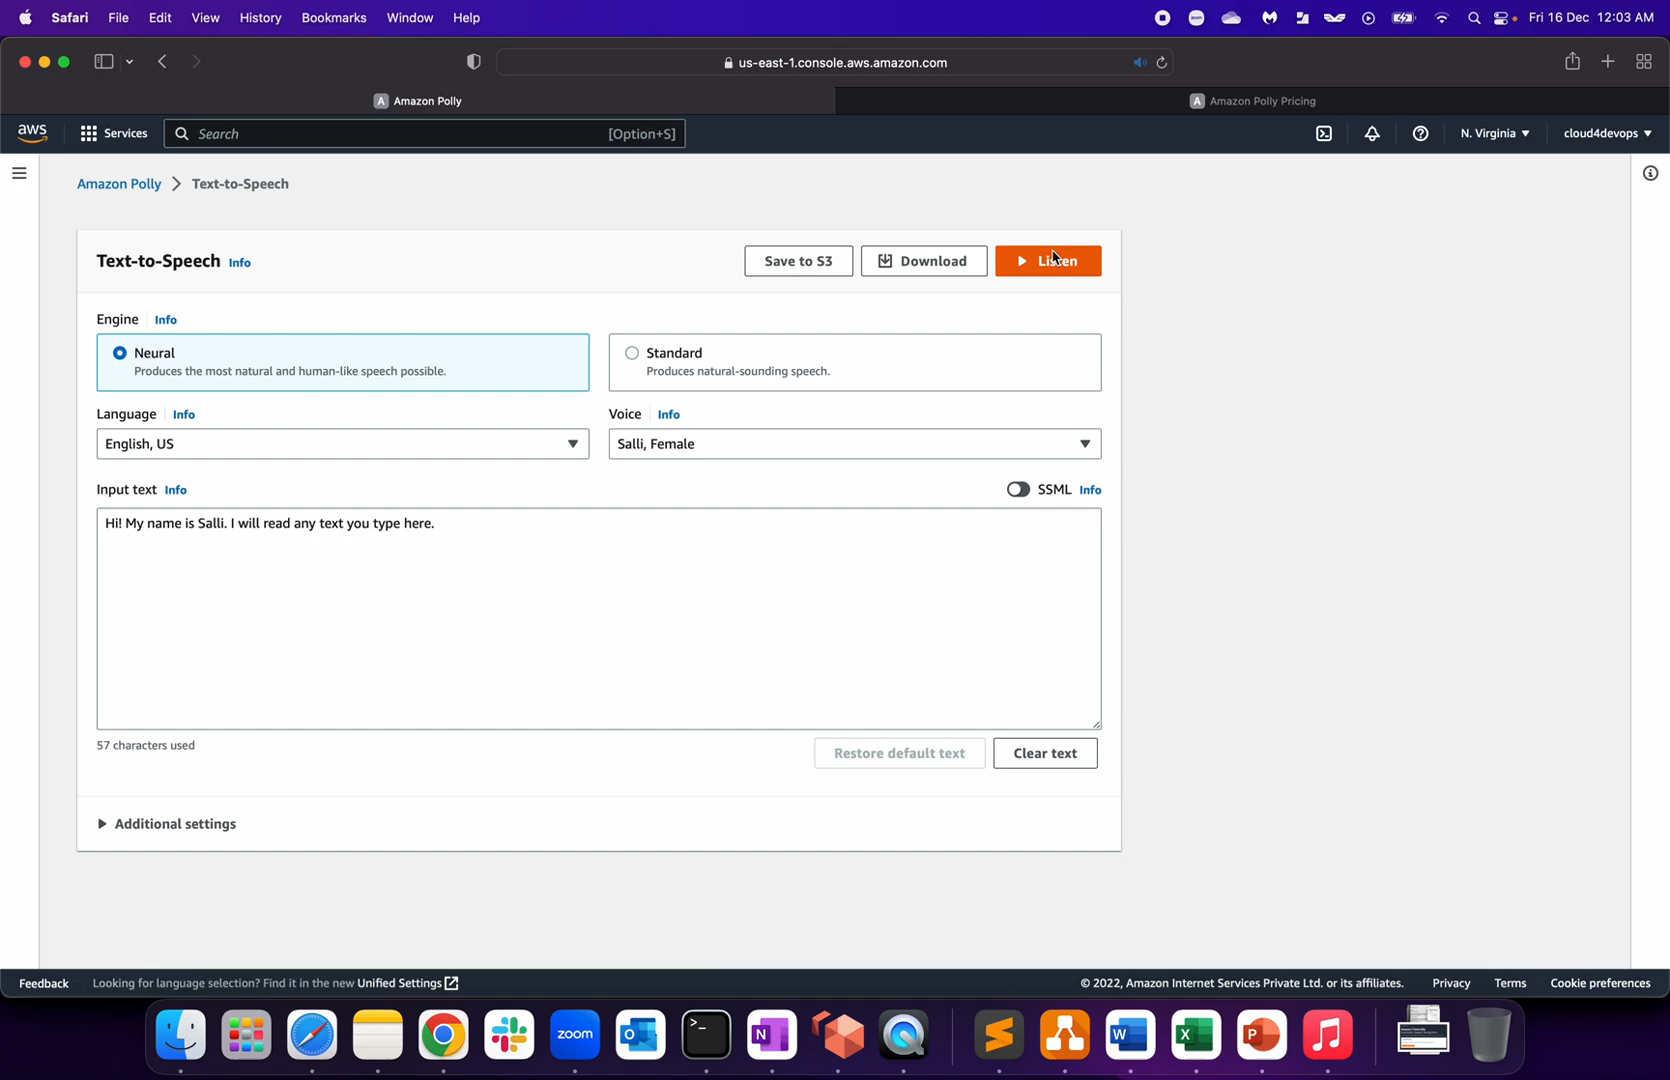 Safari File Edit View History Bookmarks Window Help
Fri 16 Dec 12:03 AM
us-east-1.console.aws.amazon.com
A Amazon Polly
A Amazon Polly Pricing
aws Services Search [Option+S] N. Virginia cloud4devops
Amazon Polly Text-to-Speech
Text-to-Speech Info
Save to S3 Download Listen
Engine Info
Neural
Produces the most natural and human-like speech possible.
Standard
Produces natural-sounding speech.
Language Info
English, US
Voice Info
Salli, Female
Input text Info
SSML Info
Hi! My name is Salli. I will read any text you type here.
57 characters used
Restore default text Clear text
Additional settings
Feedback Looking for language selection? Find it in the new Unified Settings © 2022, Amazon Internet Services Private Ltd. or its affiliates. Privacy Terms Cookie preferences
zoom
O
>_
N
W
X
P